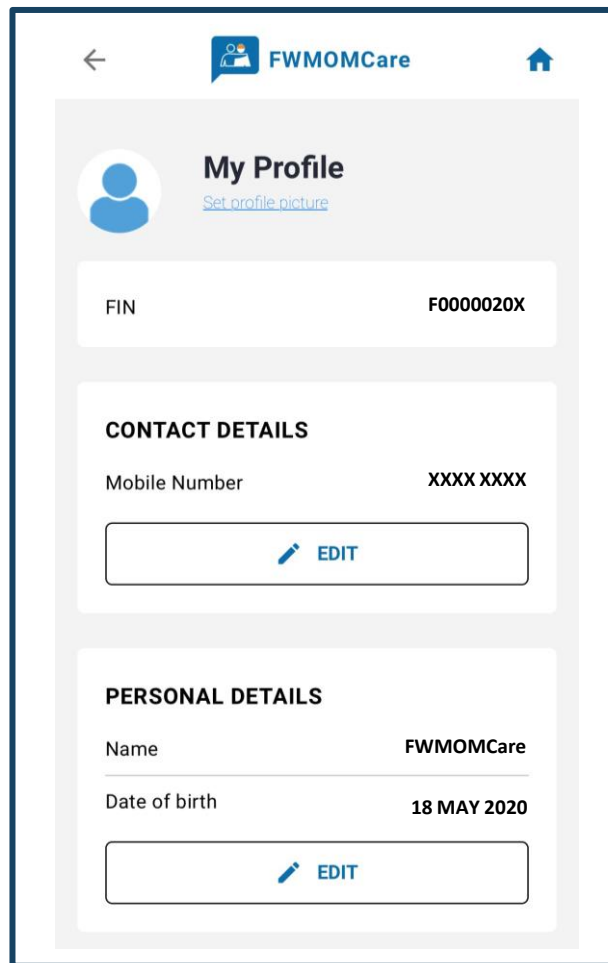 FWMOMCare
My Profile
Set profile picture
FIN F0000020X
CONTACT DETAILS
Mobile Number XXXX XXXX
EDIT
PERSONAL DETAILS
Name FWMOMCare
Date of birth 18 MAY 2020
EDIT